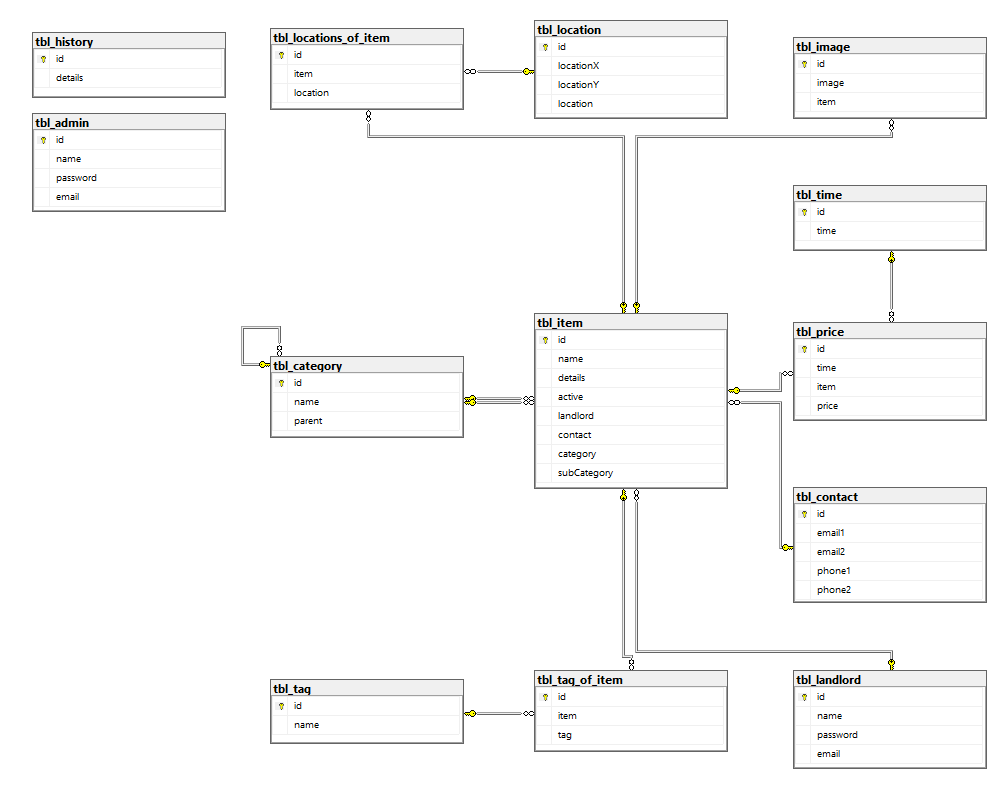 tbl_history
id
details
tbl_admin
id
name
password
email
tbl_locations_of_item
id
item
location
tbl_location
id
locationX
locationY
location
tbl_image
id
image
item
tbl_time
id
time
tbl_category
id
name
parent
tbl_item
id
name
details
active
landlord
contact
category
subCategory
tbl_price
id
time
item
price
tbl_contact
id
email1
email2
phone1
phone2
tbl_tag
id
name
tbl_tag_of_item
id
item
tag
tbl_landlord
id
name
password
email